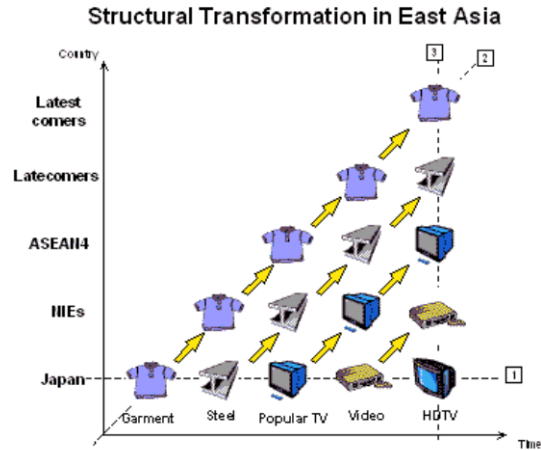 Structural Transformation in East Asia
Country
3
2
Latest
comers
Latecomers
ASEAN4
NIEs
Japan
1
Garment
Steel
Popular TV
Video
HDTV
Time